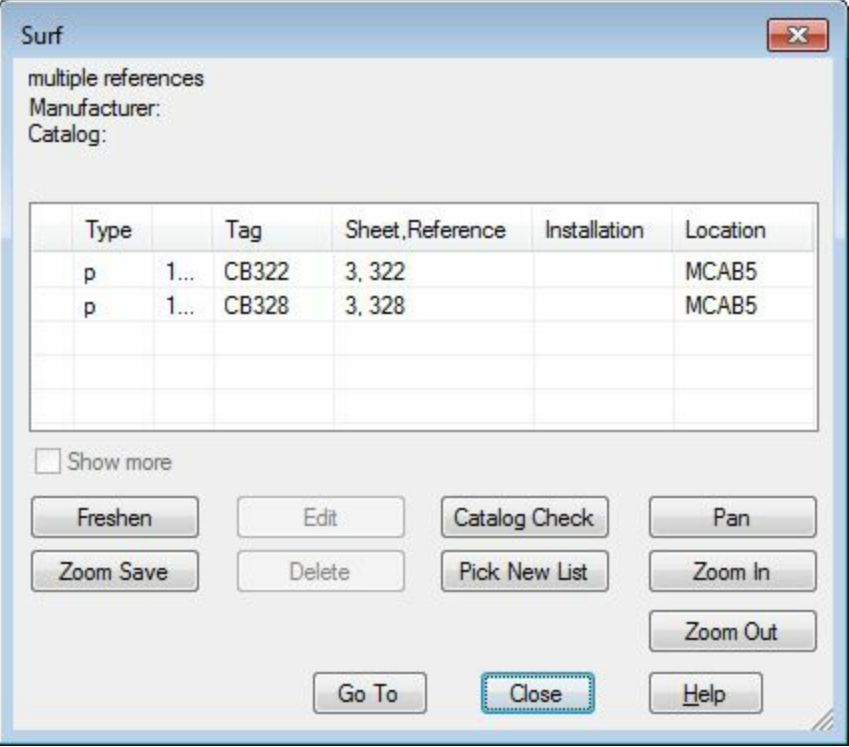 Surf
multiple references
Manufacturer:
Catalog:
Type Tag Sheet,Reference Installation Location
p 1... CB322 3, 322 MCAB5
p 1... CB328 3, 328 MCAB5
Show more
Freshen Edit Catalog Check Pan
Zoom Save Delete Pick New List Zoom In
Zoom Out
Go To Close Help